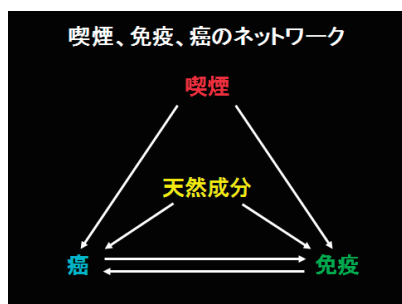 喫煙、免疫、癌のネットワーク
喫煙
天然成分
癌
免疫